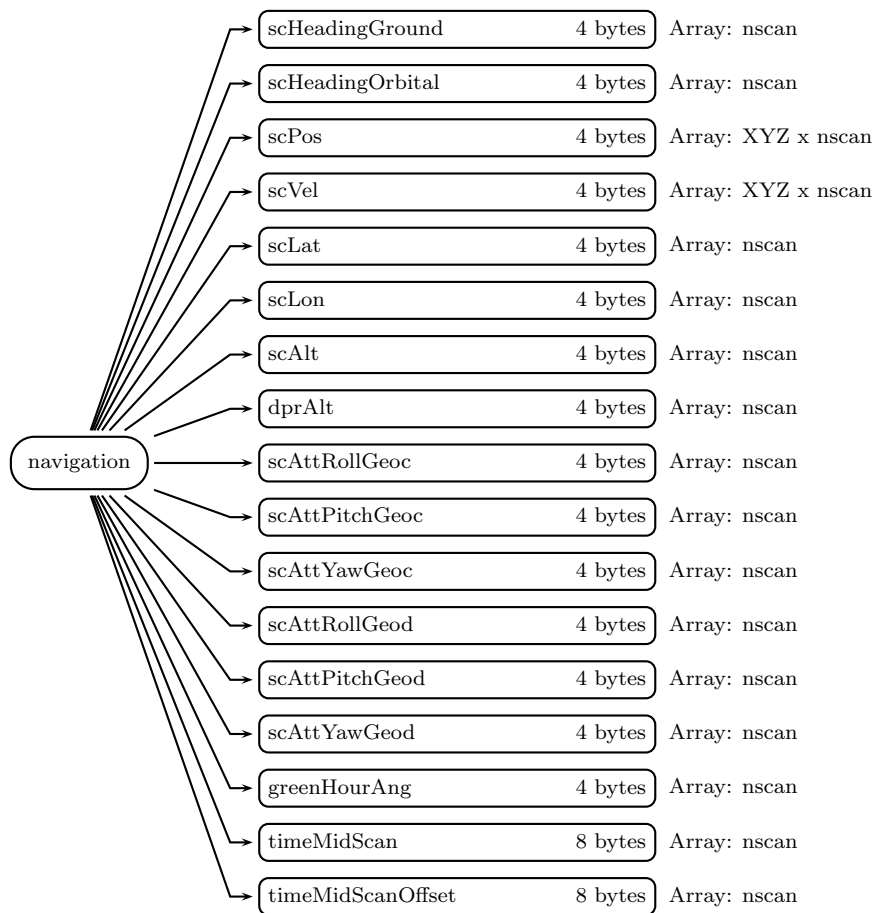 scHeadingGround 4 bytes Array: nscan
scHeadingOrbital 4 bytes Array: nscan
scPos 4 bytes Array: XYZ x nscan
scVel 4 bytes Array: XYZ x nscan
scLat 4 bytes Array: nscan
scLon 4 bytes Array: nscan
scAlt 4 bytes Array: nscan
dprAlt 4 bytes Array: nscan
navigation scAttRollGeoc 4 bytes Array: nscan
scAttPitchGeoc 4 bytes Array: nscan
scAttYawGeoc 4 bytes Array: nscan
scAttRollGeod 4 bytes Array: nscan
scAttPitchGeod 4 bytes Array: nscan
scAttYawGeod 4 bytes Array: nscan
greenHourAng 4 bytes Array: nscan
timeMidScan 8 bytes Array: nscan
timeMidScanOffset 8 bytes Array: nscan